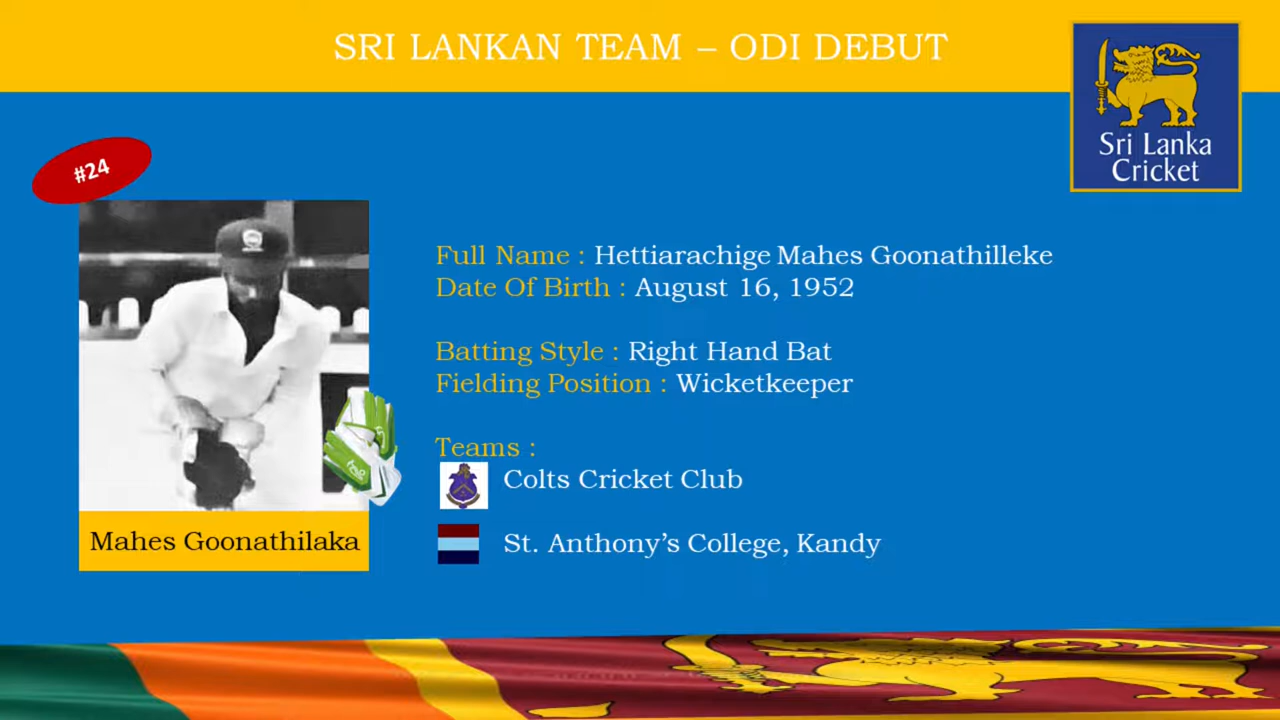 SRI LANKAN TEAM – ODI DEBUT
Sri Lanka
Cricket
#24
Full Name : Hettiarachige Mahes Goonathilleke
Date Of Birth : August 16, 1952
Batting Style : Right Hand Bat
Fielding Position : Wicketkeeper
Teams :
Colts Cricket Club
St. Anthony's College, Kandy
Mahes Goonathilaka